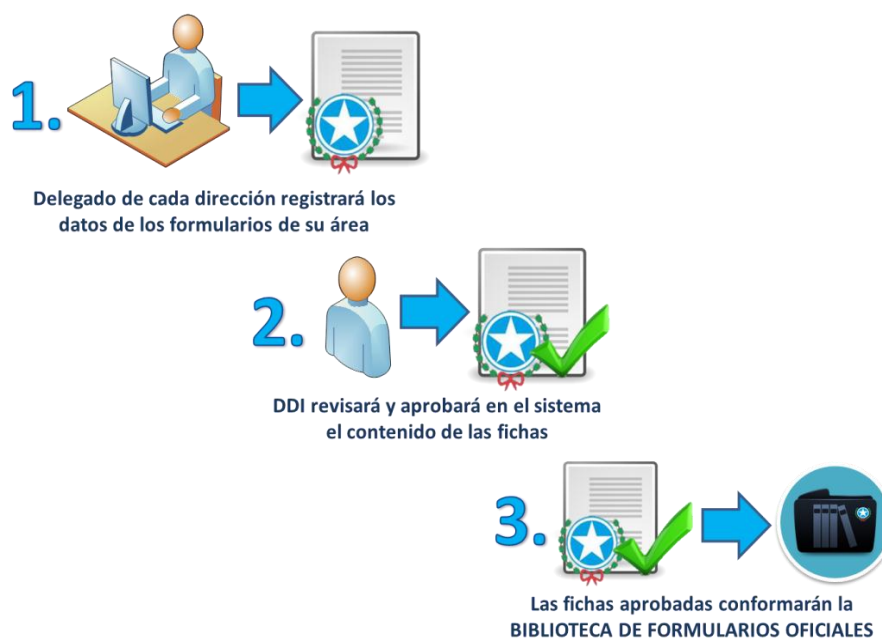 1.
Delegado de cada dirección registrará los
datos de los formularios de su área
2.
DDI revisará y aprobará en el sistema
el contenido de las fichas
3.
Las fichas aprobadas conformarán la
BIBLIOTECA DE FORMULARIOS OFICIALES